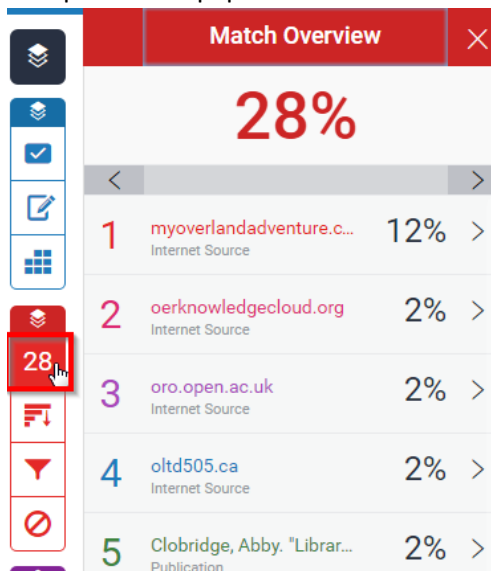 Match Overview
28%
1 myoverlandadventure.c... 12%
Internet Source
2 oerknowledgecloud.org 2%
Internet Source
28
3 oro.open.ac.uk 2%
Internet Source
4 oltd505.ca 2%
Internet Source
5 Clobridge, Abby. "Librar... 2%
Publication